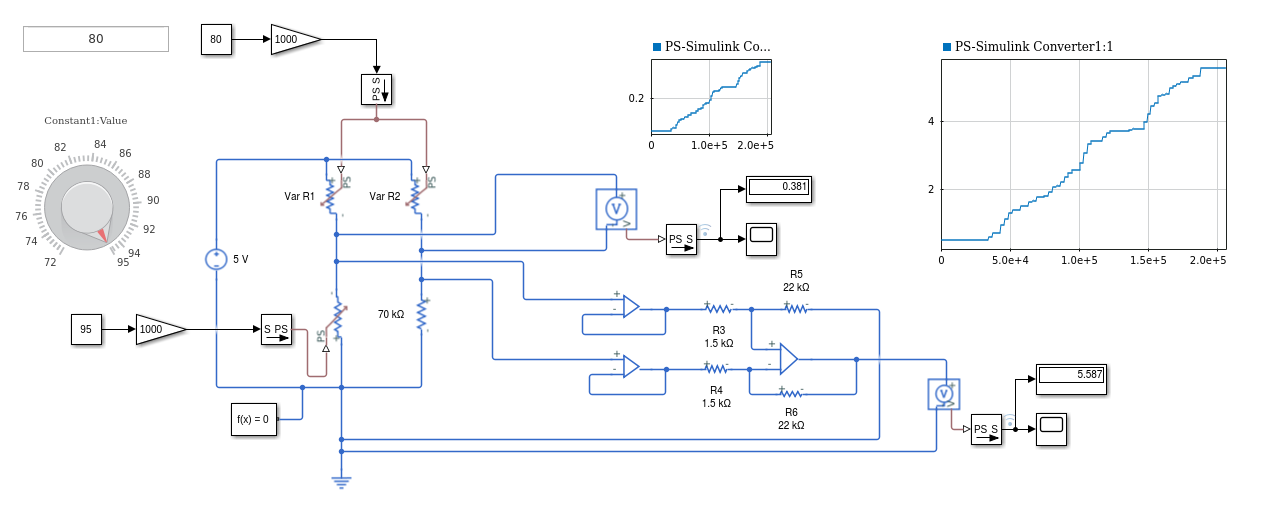 80
80
1000
PS S
Constant1:Value
72
74
76
78
80
82
84
86
88
90
92
94
95
PS-Simulink Co...
0.2
0
1.0e+5
2.0e+5
PS-Simulink Converter1:1
4
2
0
5.0e+4
1.0e+5
1.5e+5
2.0e+5
Var R1
PS
Var R2
PS
V
V
0.381
PS S
5 V
95
1000
S PS
PS
70 kΩ
f(x) = 0
R3
1.5 kΩ
R5
22 kΩ
R4
1.5 kΩ
R6
22 kΩ
V
V
5.587
PS S